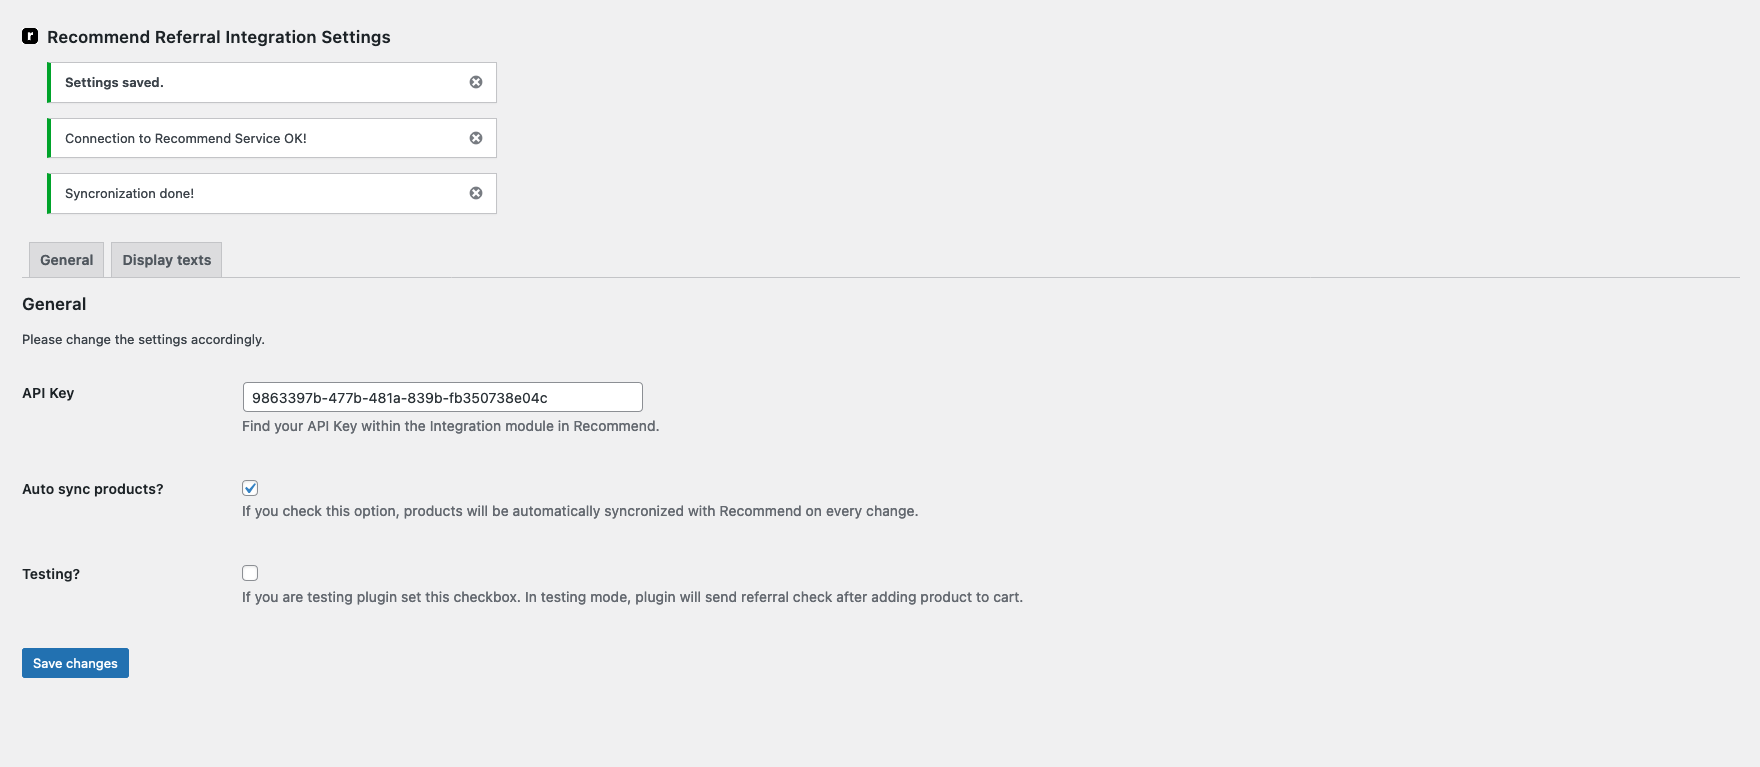 r Recommend Referral Integration Settings
Settings saved.
Connection to Recommend Service OK!
Syncronization done!
General Display texts
General
Please change the settings accordingly.
API Key
9863397b-477b-481a-839b-fb350738e04c
Find your API Key within the Integration module in Recommend.
Auto sync products?
If you check this option, products will be automatically syncronized with Recommend on every change.
Testing?
If you are testing plugin set this checkbox. In testing mode, plugin will send referral check after adding product to cart.
Save changes